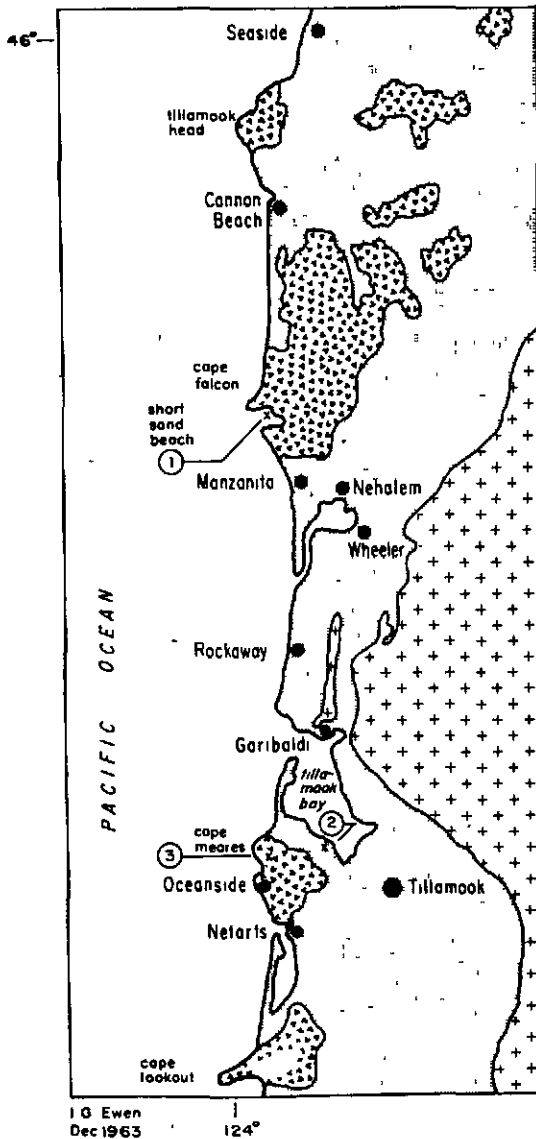 46°
Seaside
tillamook
head
Cannon
Beach
cape
falcon
short
sand
beach
1
Manzanita
Nehalem
Wheeler
PACIFIC OCEAN
Rockaway
Garibaldi
tilla-
mook
bay
2
3
cape
meares
Oceanside
Tillamook
Netarts
cape
lookout
I G Ewen
Dec 1963
124°